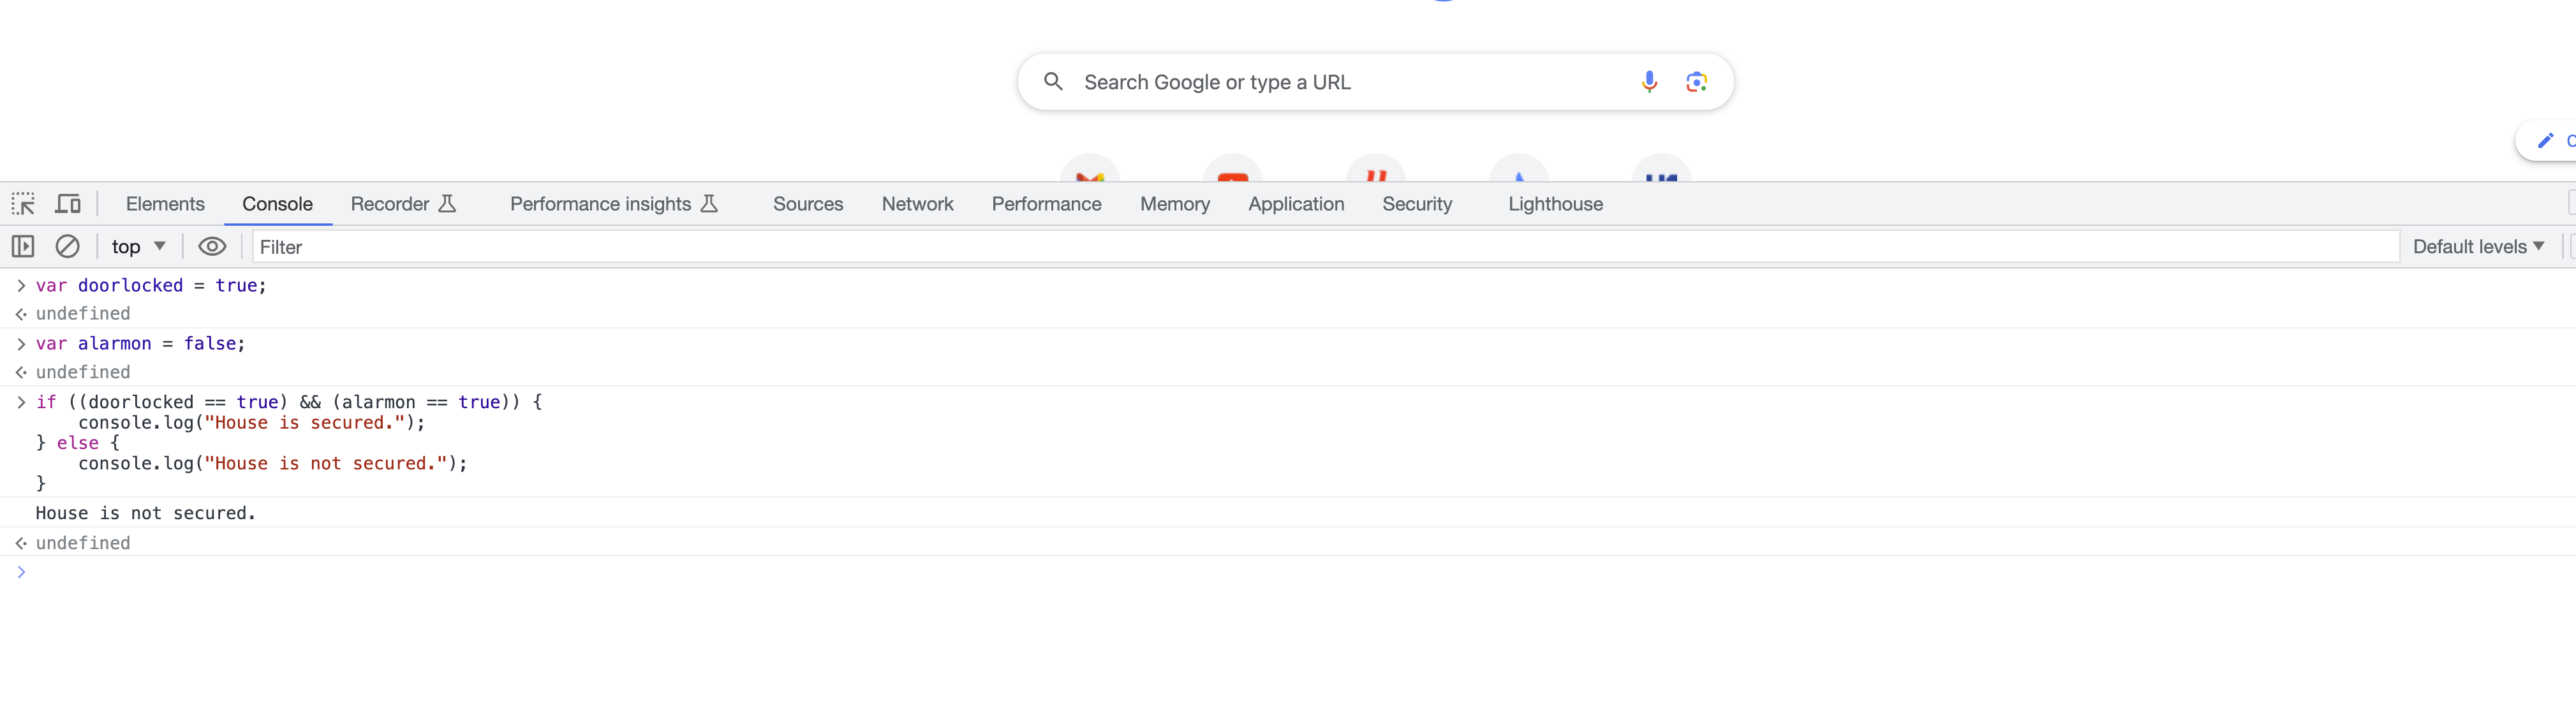 Search Google or type a URL
Elements Console Recorder Performance insights Sources Network Performance Memory Application Security Lighthouse
top Filter Default levels
> var doorlocked = true;
undefined
> var alarmon = false;
undefined
> if ((doorlocked == true) && (alarmon == true)) {
console.log("House is secured.");
} else {
console.log("House is not secured.");
}
House is not secured.
undefined
>